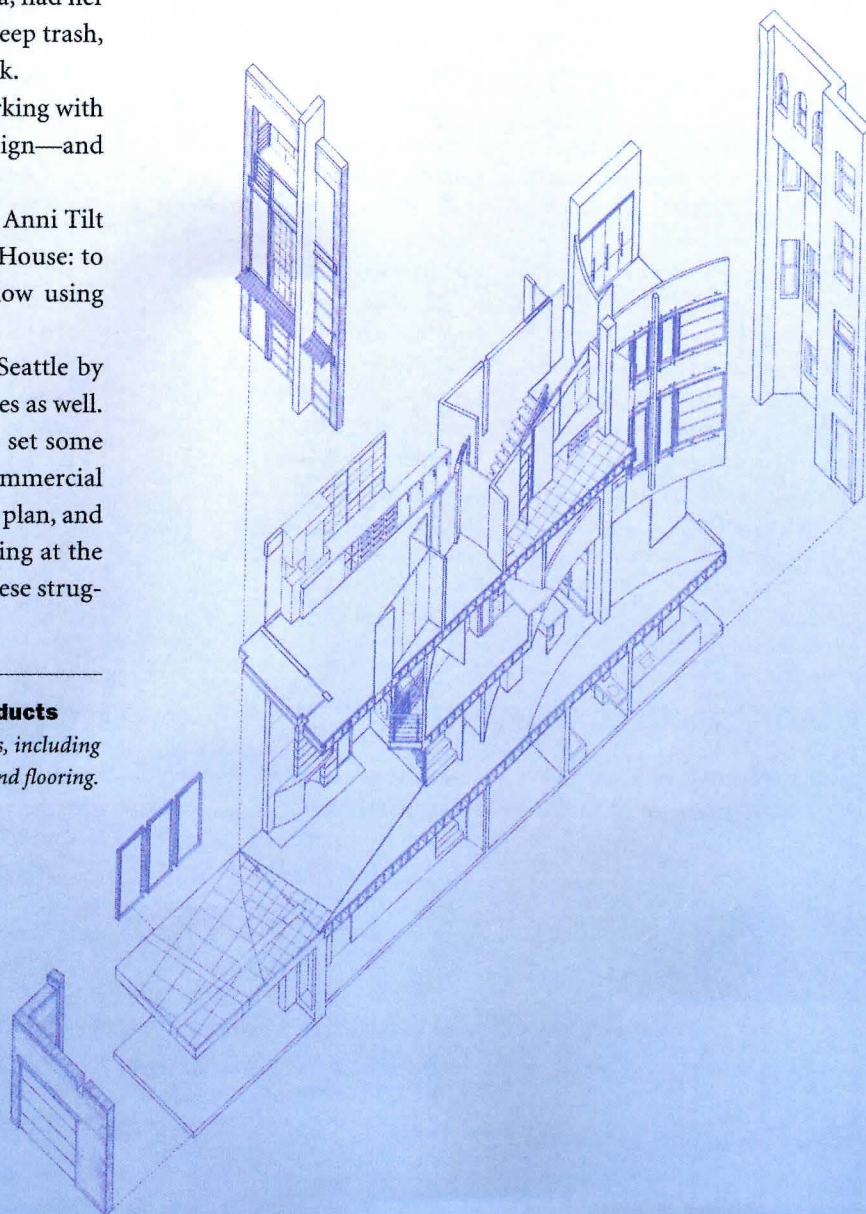 had her
eep trash,
k.
king with
ign—and
Anni Tilt
House: to
ow using
Seattle by
es as well.
set some
mmercial
plan, and
ing at the
ese strug-
ducts
s, including
nd flooring.